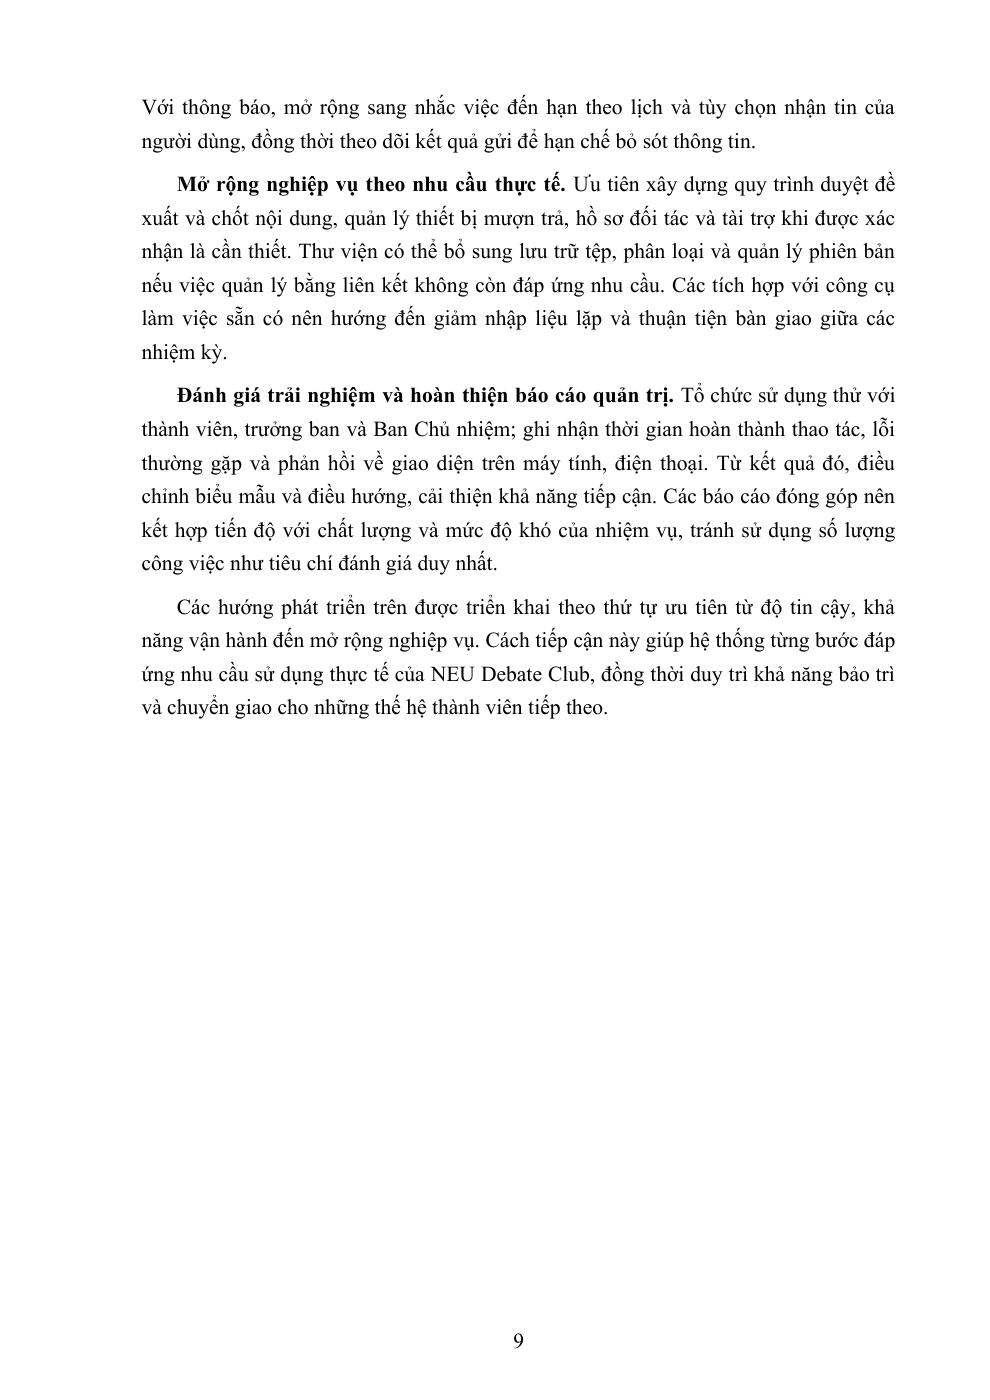 Với thông báo, mở rộng sang nhắc việc đến hạn theo lịch và tùy chọn nhận tin của
người dùng, đồng thời theo dõi kết quả gửi để hạn chế bỏ sót thông tin.
Mở rộng nghiệp vụ theo nhu cầu thực tế. Ưu tiên xây dựng quy trình duyệt đề
xuất và chốt nội dung, quản lý thiết bị mượn trả, hồ sơ đối tác và tài trợ khi được xác
nhận là cần thiết. Thư viện có thể bổ sung lưu trữ tệp, phân loại và quản lý phiên bản
nếu việc quản lý bằng liên kết không còn đáp ứng nhu cầu. Các tích hợp với công cụ
làm việc sẵn có nên hướng đến giảm nhập liệu lặp và thuận tiện bàn giao giữa các
nhiệm kỳ.
Đánh giá trải nghiệm và hoàn thiện báo cáo quản trị. Tổ chức sử dụng thử với
thành viên, trưởng ban và Ban Chủ nhiệm; ghi nhận thời gian hoàn thành thao tác, lỗi
thường gặp và phản hồi về giao diện trên máy tính, điện thoại. Từ kết quả đó, điều
chỉnh biểu mẫu và điều hướng, cải thiện khả năng tiếp cận. Các báo cáo đóng góp nên
kết hợp tiến độ với chất lượng và mức độ khó của nhiệm vụ, tránh sử dụng số lượng
công việc như tiêu chí đánh giá duy nhất.
Các hướng phát triển trên được triển khai theo thứ tự ưu tiên từ độ tin cậy, khả
năng vận hành đến mở rộng nghiệp vụ. Cách tiếp cận này giúp hệ thống từng bước đáp
ứng nhu cầu sử dụng thực tế của NEU Debate Club, đồng thời duy trì khả năng bảo trì
và chuyển giao cho những thế hệ thành viên tiếp theo.
9